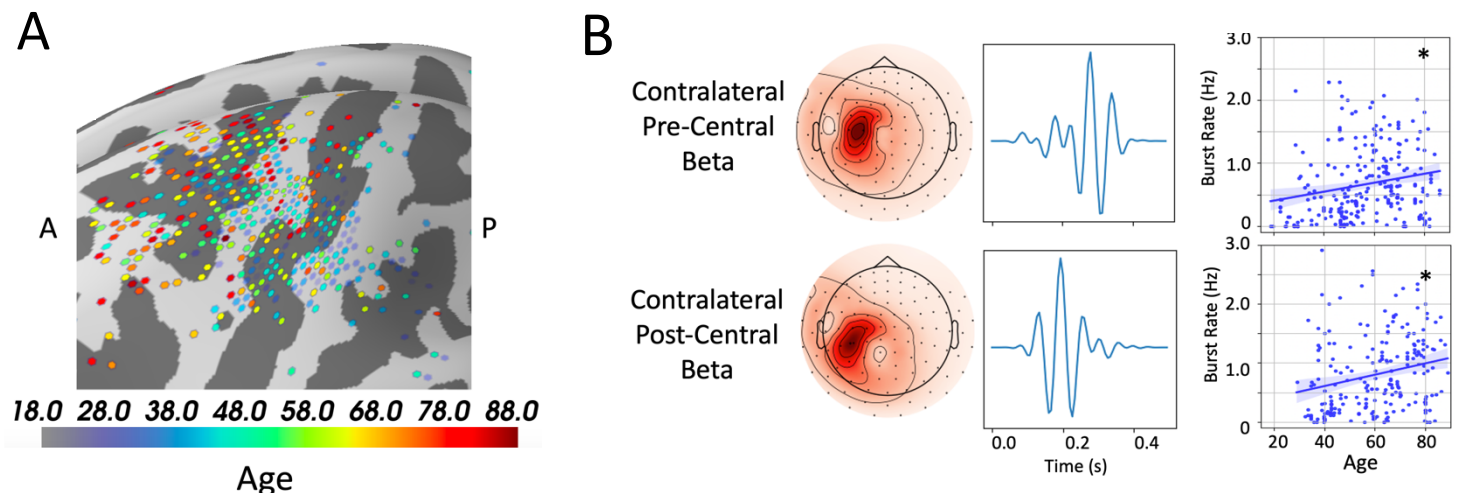 A
A
P
18.0 28.0 38.0 48.0 58.0 68.0 78.0 88.0
Age
B
Contralateral
Pre-Central
Beta
Burst Rate (Hz)
3.0
2.0
1.0
0
*
Contralateral
Post-Central
Beta
0.0 0.2 0.4
Time (s)
Burst Rate (Hz)
3.0
2.0
1.0
0
*
20 40 60 80
Age